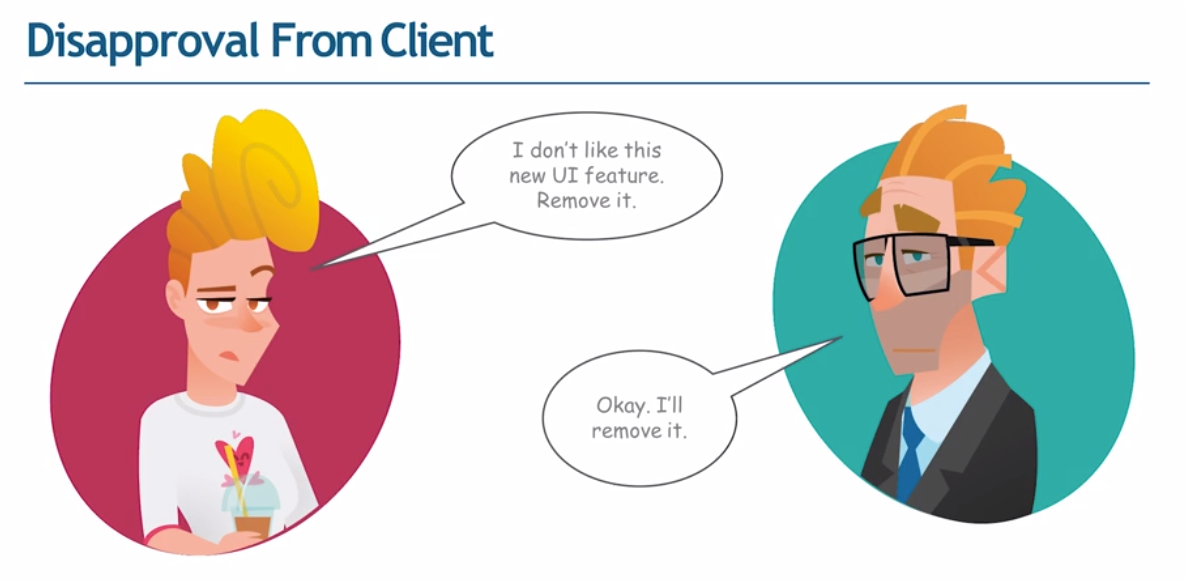 Disapproval From Client
I don't like this
new UI feature.
Remove it.
Okay. I'll
remove it.